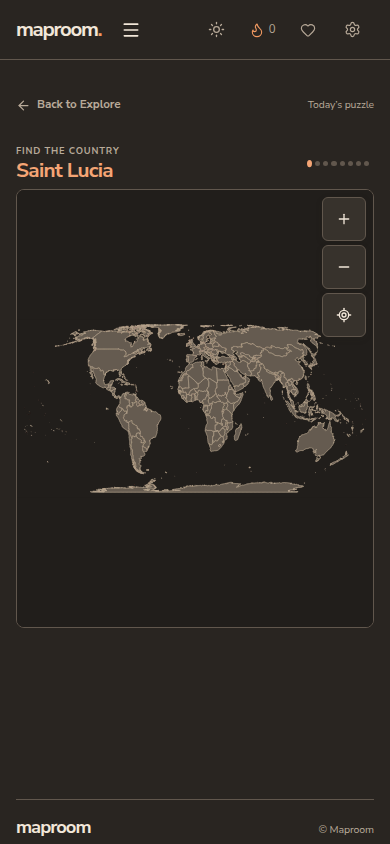 maproom.
0
Back to Explore
Today's puzzle
FIND THE COUNTRY
Saint Lucia
+
−
maproom
© Maproom